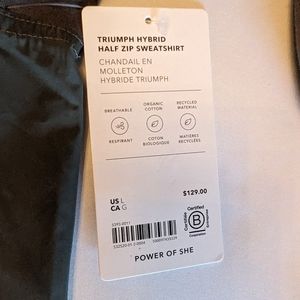 TRIUMPH HYBRID
HALF ZIP SWEATSHIRT
CHANDAIL EN
MOLLETON
HYBRIDE TRIUMPH
BREATHABLE
ORGANIC
COTTON
RECYCLED
MATERIAL
RESPIRANT
COTON
BIOLOGIQUE
MATIÈRES
RECYCLÉES
US L
CA G
$129.00
Certified
B
Corporation
POWER OF SHE